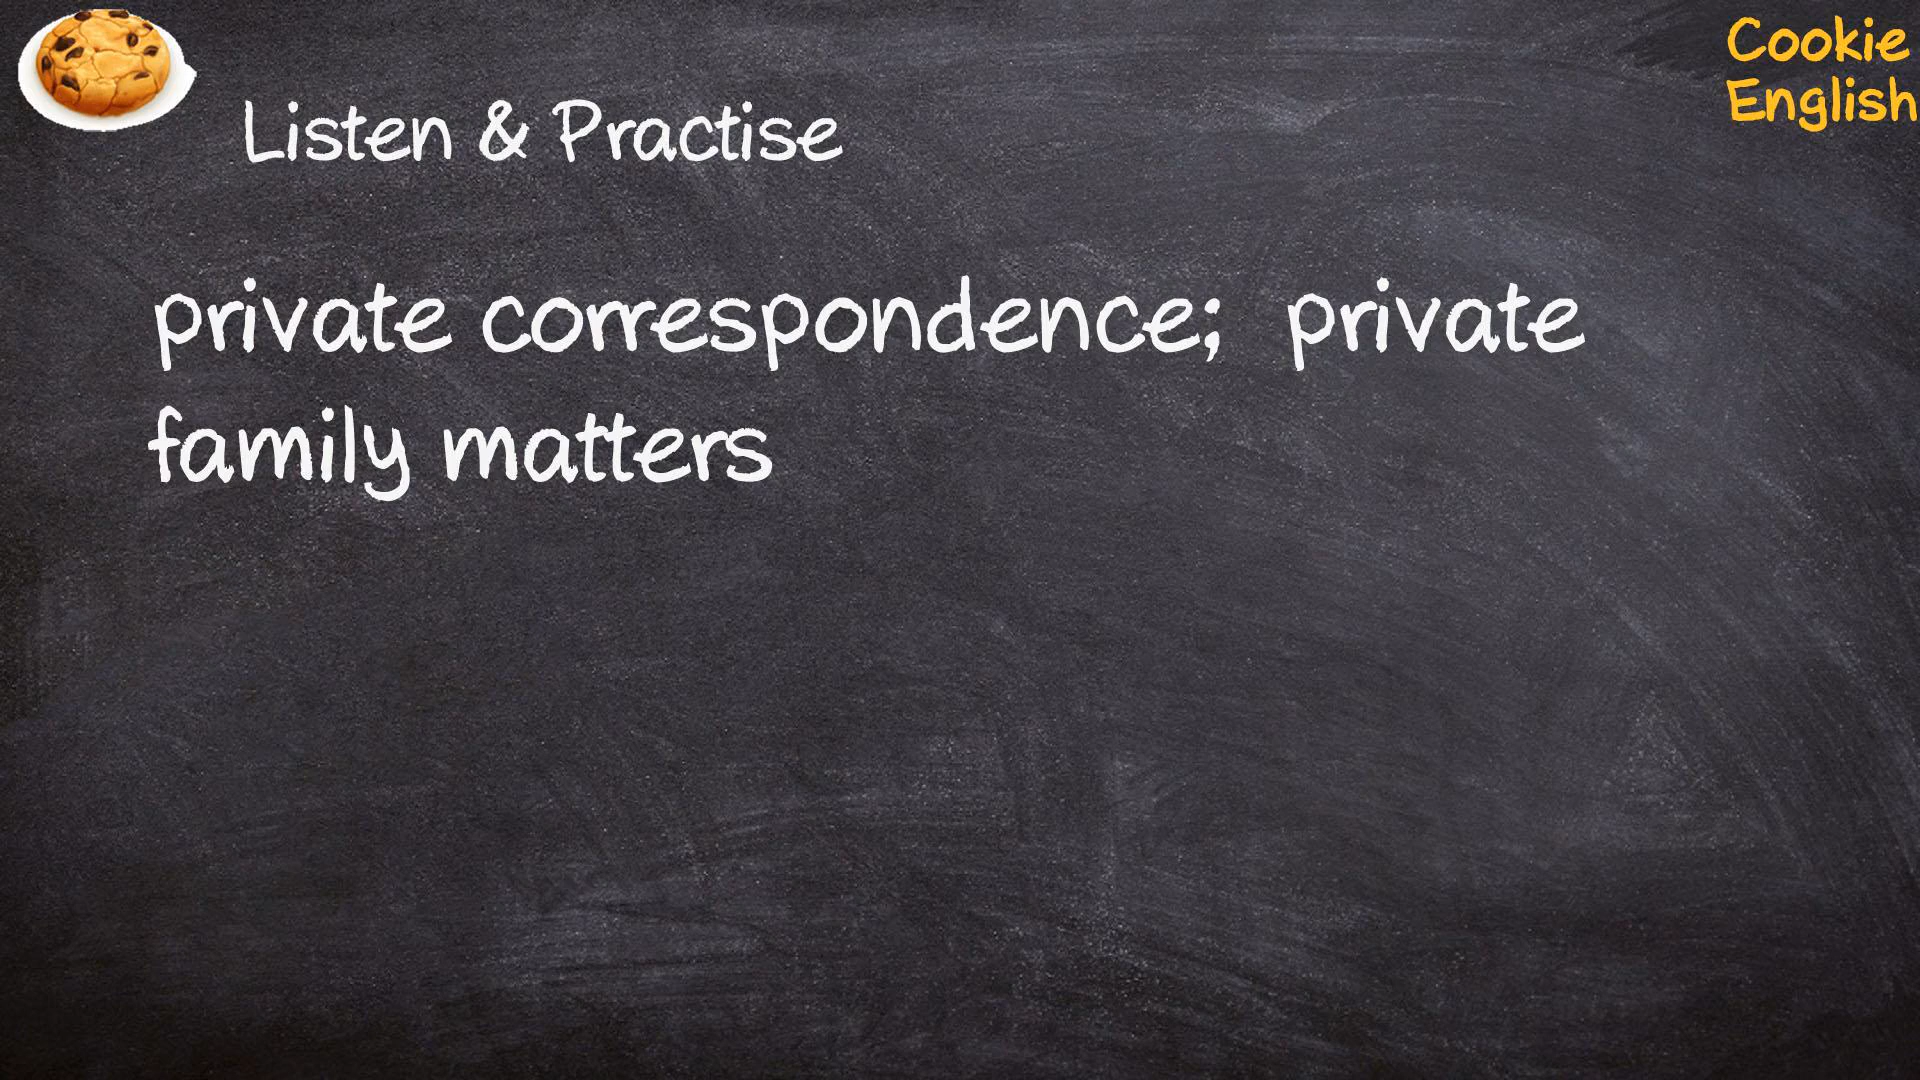 Cookie
English
Listen & Practise
private correspondence;  private
family matters